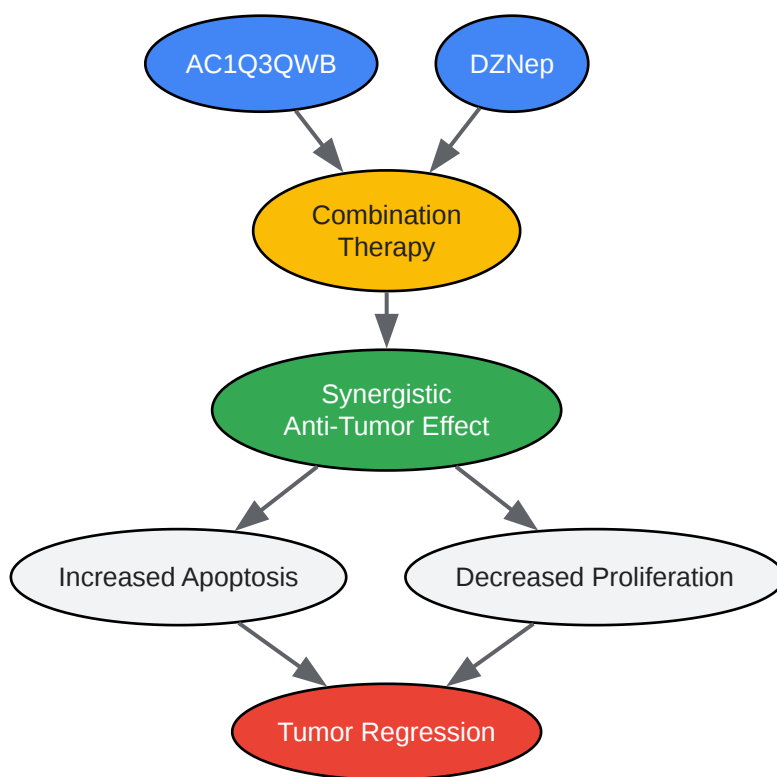 AC1Q3QWB
DZNep
Combination
Therapy
Synergistic
Anti-Tumor Effect
Increased Apoptosis
Decreased Proliferation
Tumor Regression